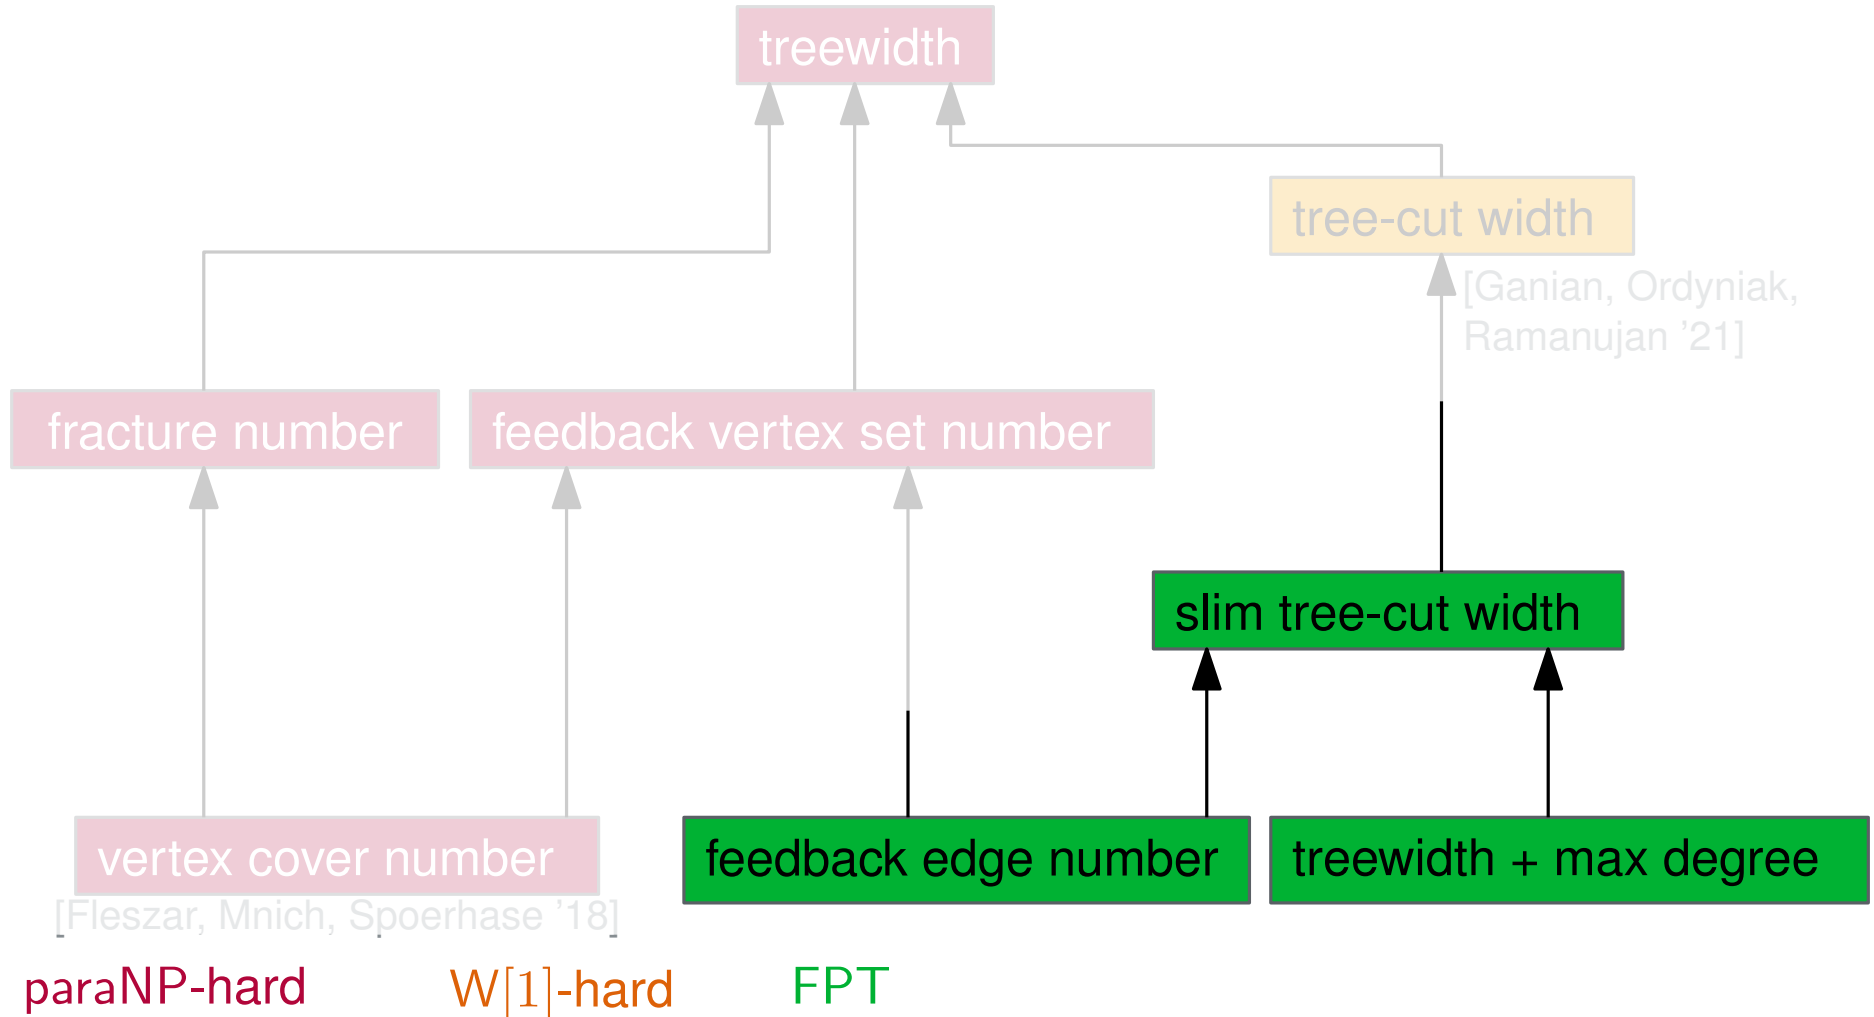 treewidth
tree-cut width
[Ganian, Ordyniak,
Ramanujan ’21]
fracture number
feedback vertex set number
slim tree-cut width
vertex cover number
feedback edge number
treewidth + max degree
[Fleszar, Mnich, Spoerhase ’18]
paraNP-hard
W[1]-hard
FPT